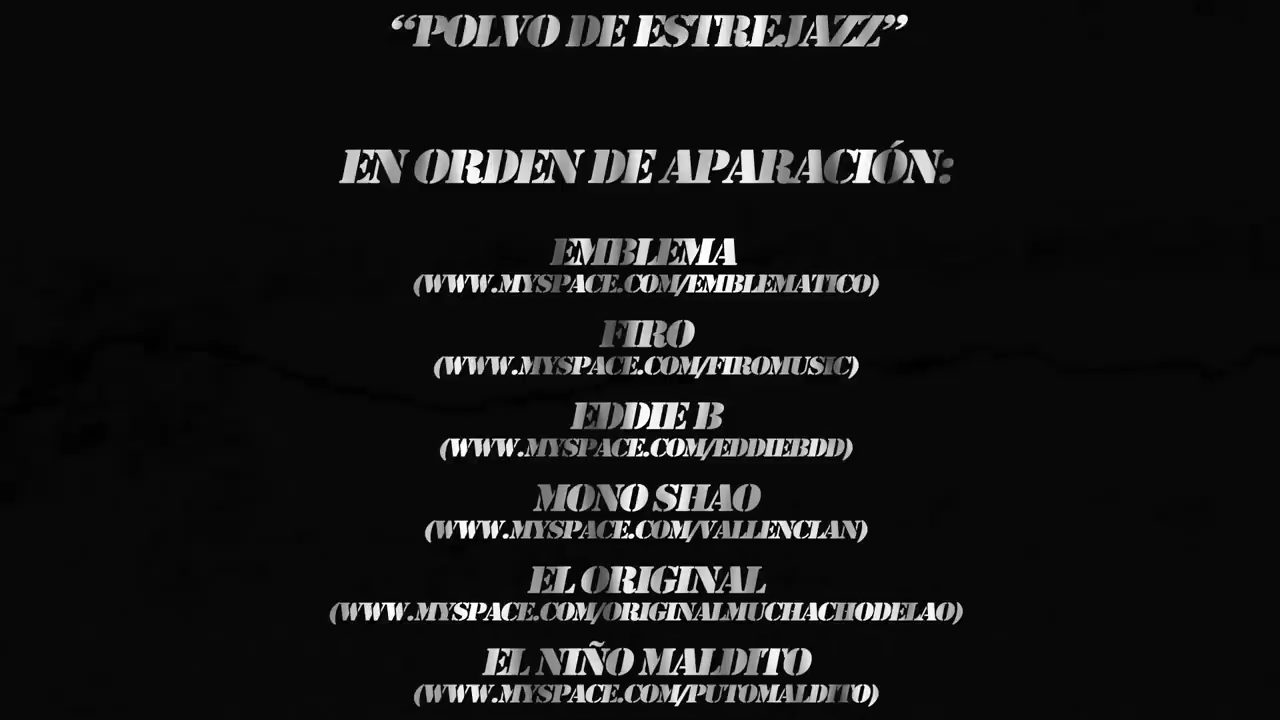 “POLVO DE ESTREJAZZ”
EN ORDEN DE APARACIÓN:
EMBLEMA
(WWW.MYSPACE.COM/EMBLEMATICO)
FIRO
(WWW.MYSPACE.COM/FIROMUSIC)
EDDIE B
(WWW.MYSPACE.COM/EDDIEBDD)
MONO SHAO
(WWW.MYSPACE.COM/VALLENCLAN)
EL ORIGINAL
(WWW.MYSPACE.COM/ORIGINALMUCHACHODELAO)
EL NIÑO MALDITO
(WWW.MYSPACE.COM/PUTOMALDITO)